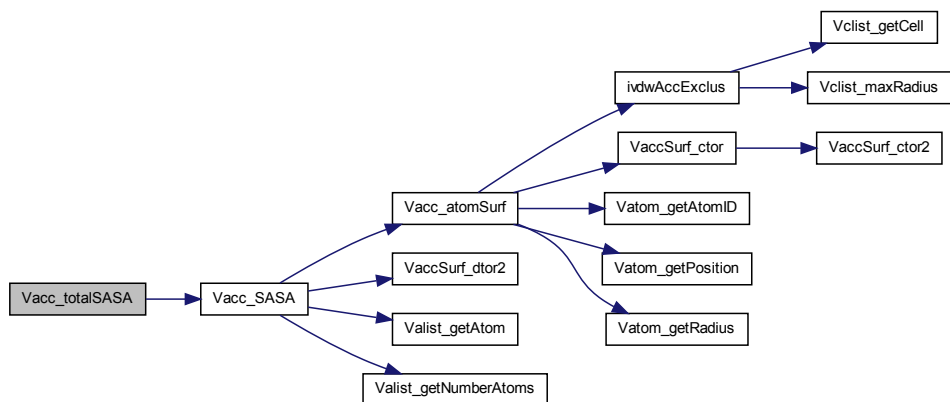 Vclist_getCell
ivdwAccExclus
Vclist_maxRadius
VaccSurf_ctor
VaccSurf_ctor2
Vacc_atomSurf
Vatom_getAtomID
VaccSurf_dtor2
Vatom_getPosition
Vacc_totalSASA
Vacc_SASA
Valist_getAtom
Vatom_getRadius
Valist_getNumberAtoms